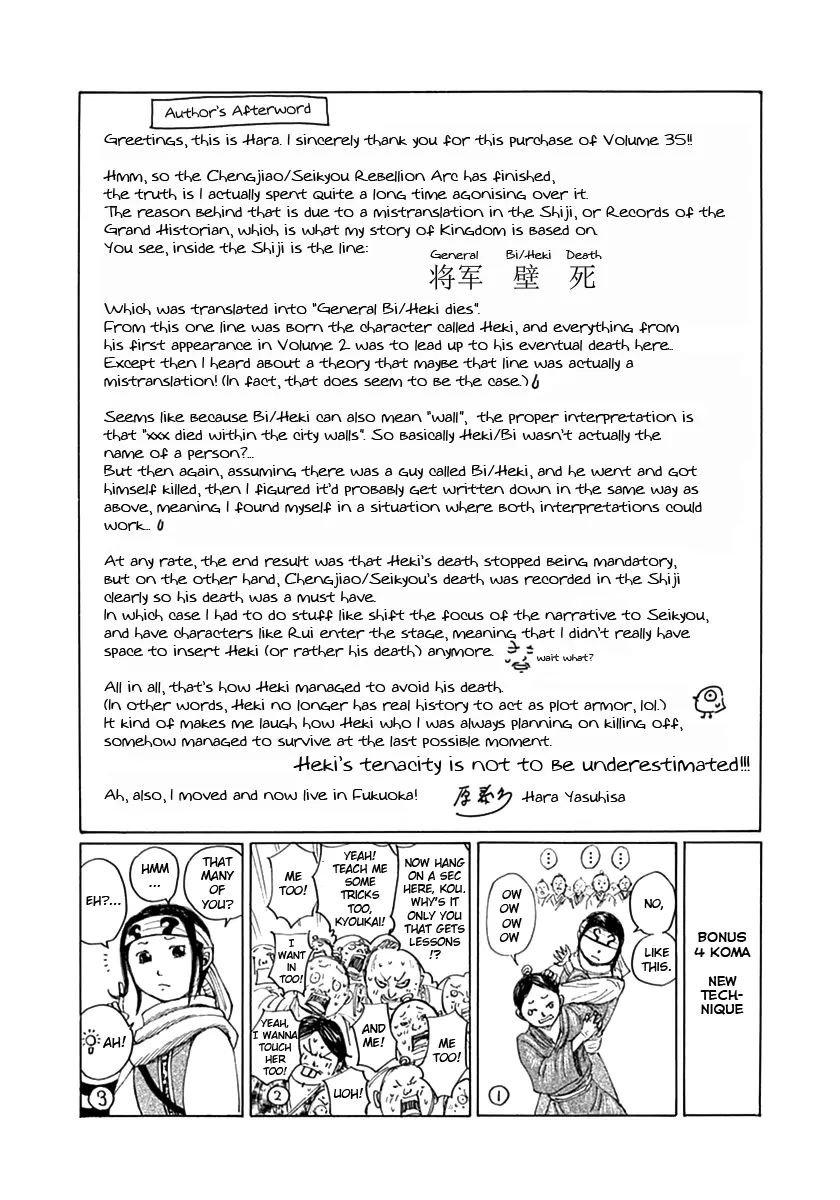 Author's Afterword
Greetings, this is Hara. I sincerely thank you for this purchase of Volume 35!!
Hmm, so the Chengjiao/Seikyou Rebellion Arc has finished,
the truth is I actually spent quite a long time agonising over it.
The reason behind that is due to a mistranslation in the Shiji, or Records of the
Grand Historian, which is what my story of Kingdom is based on.
You see, inside the Shiji is the line:
General Bi/Heki Death
将军 壁 死
Which was translated into "General Bi/Heki dies".
From this one line was born the character called Heki, and everything from
his first appearance in Volume 2 was to lead up to his eventual death here...
Except then I heard about a theory that maybe that line was actually a
mistranslation! (In fact, that does seem to be the case.)
Seems like because Bi/Heki can also mean "wall", the proper interpretation is
that "xxx died within the city walls". So basically Heki/Bi wasn't actually the
name of a person?...
But then again, assuming there was a guy called Bi/Heki, and he went and got
himself killed, then I figured it'd probably get written down in the same way as
above, meaning I found myself in a situation where both interpretations could
work...
At any rate, the end result was that Heki's death stopped being mandatory,
but on the other hand, Chengjiao/Seikyou's death was recorded in the Shiji
clearly so his death was a must have.
In which case I had to do stuff like shift the focus of the narrative to Seikyou,
and have characters like Rui enter the stage, meaning that I didn't really have
space to insert Heki (or rather his death) anymore.
wait what?
All in all, that's how Heki managed to avoid his death.
(In other words, Heki no longer has real history to act as plot armor, lol.)
It kind of makes me laugh how Heki who I was always planning on killing off,
somehow managed to survive at the last possible moment.
Heki's tenacity is not to be underestimated!!!
Ah, also, I moved and now live in Fukuoka!
原泰久 Hara Yasuhisa
BONUS
4 KOMA
NEW
TECH-
NIQUE
NO,
LIKE
THIS.
OW
OW
OW
OW
1
NOW HANG
ON A SEC
HERE, KOU.
WHY'S IT
ONLY YOU
THAT GETS
LESSONS
!?
YEAH!
TEACH ME
SOME
TRICKS
TOO,
KYOUKAI!
ME
TOO!
I
WANT
IN
TOO!
ME
TOO!
AND
ME!
YEAH,
I WANNA
TOUCH
HER
TOO!
UOH!
2
THAT
MANY
OF
YOU?
HMM
...
EH?...
AH!
3